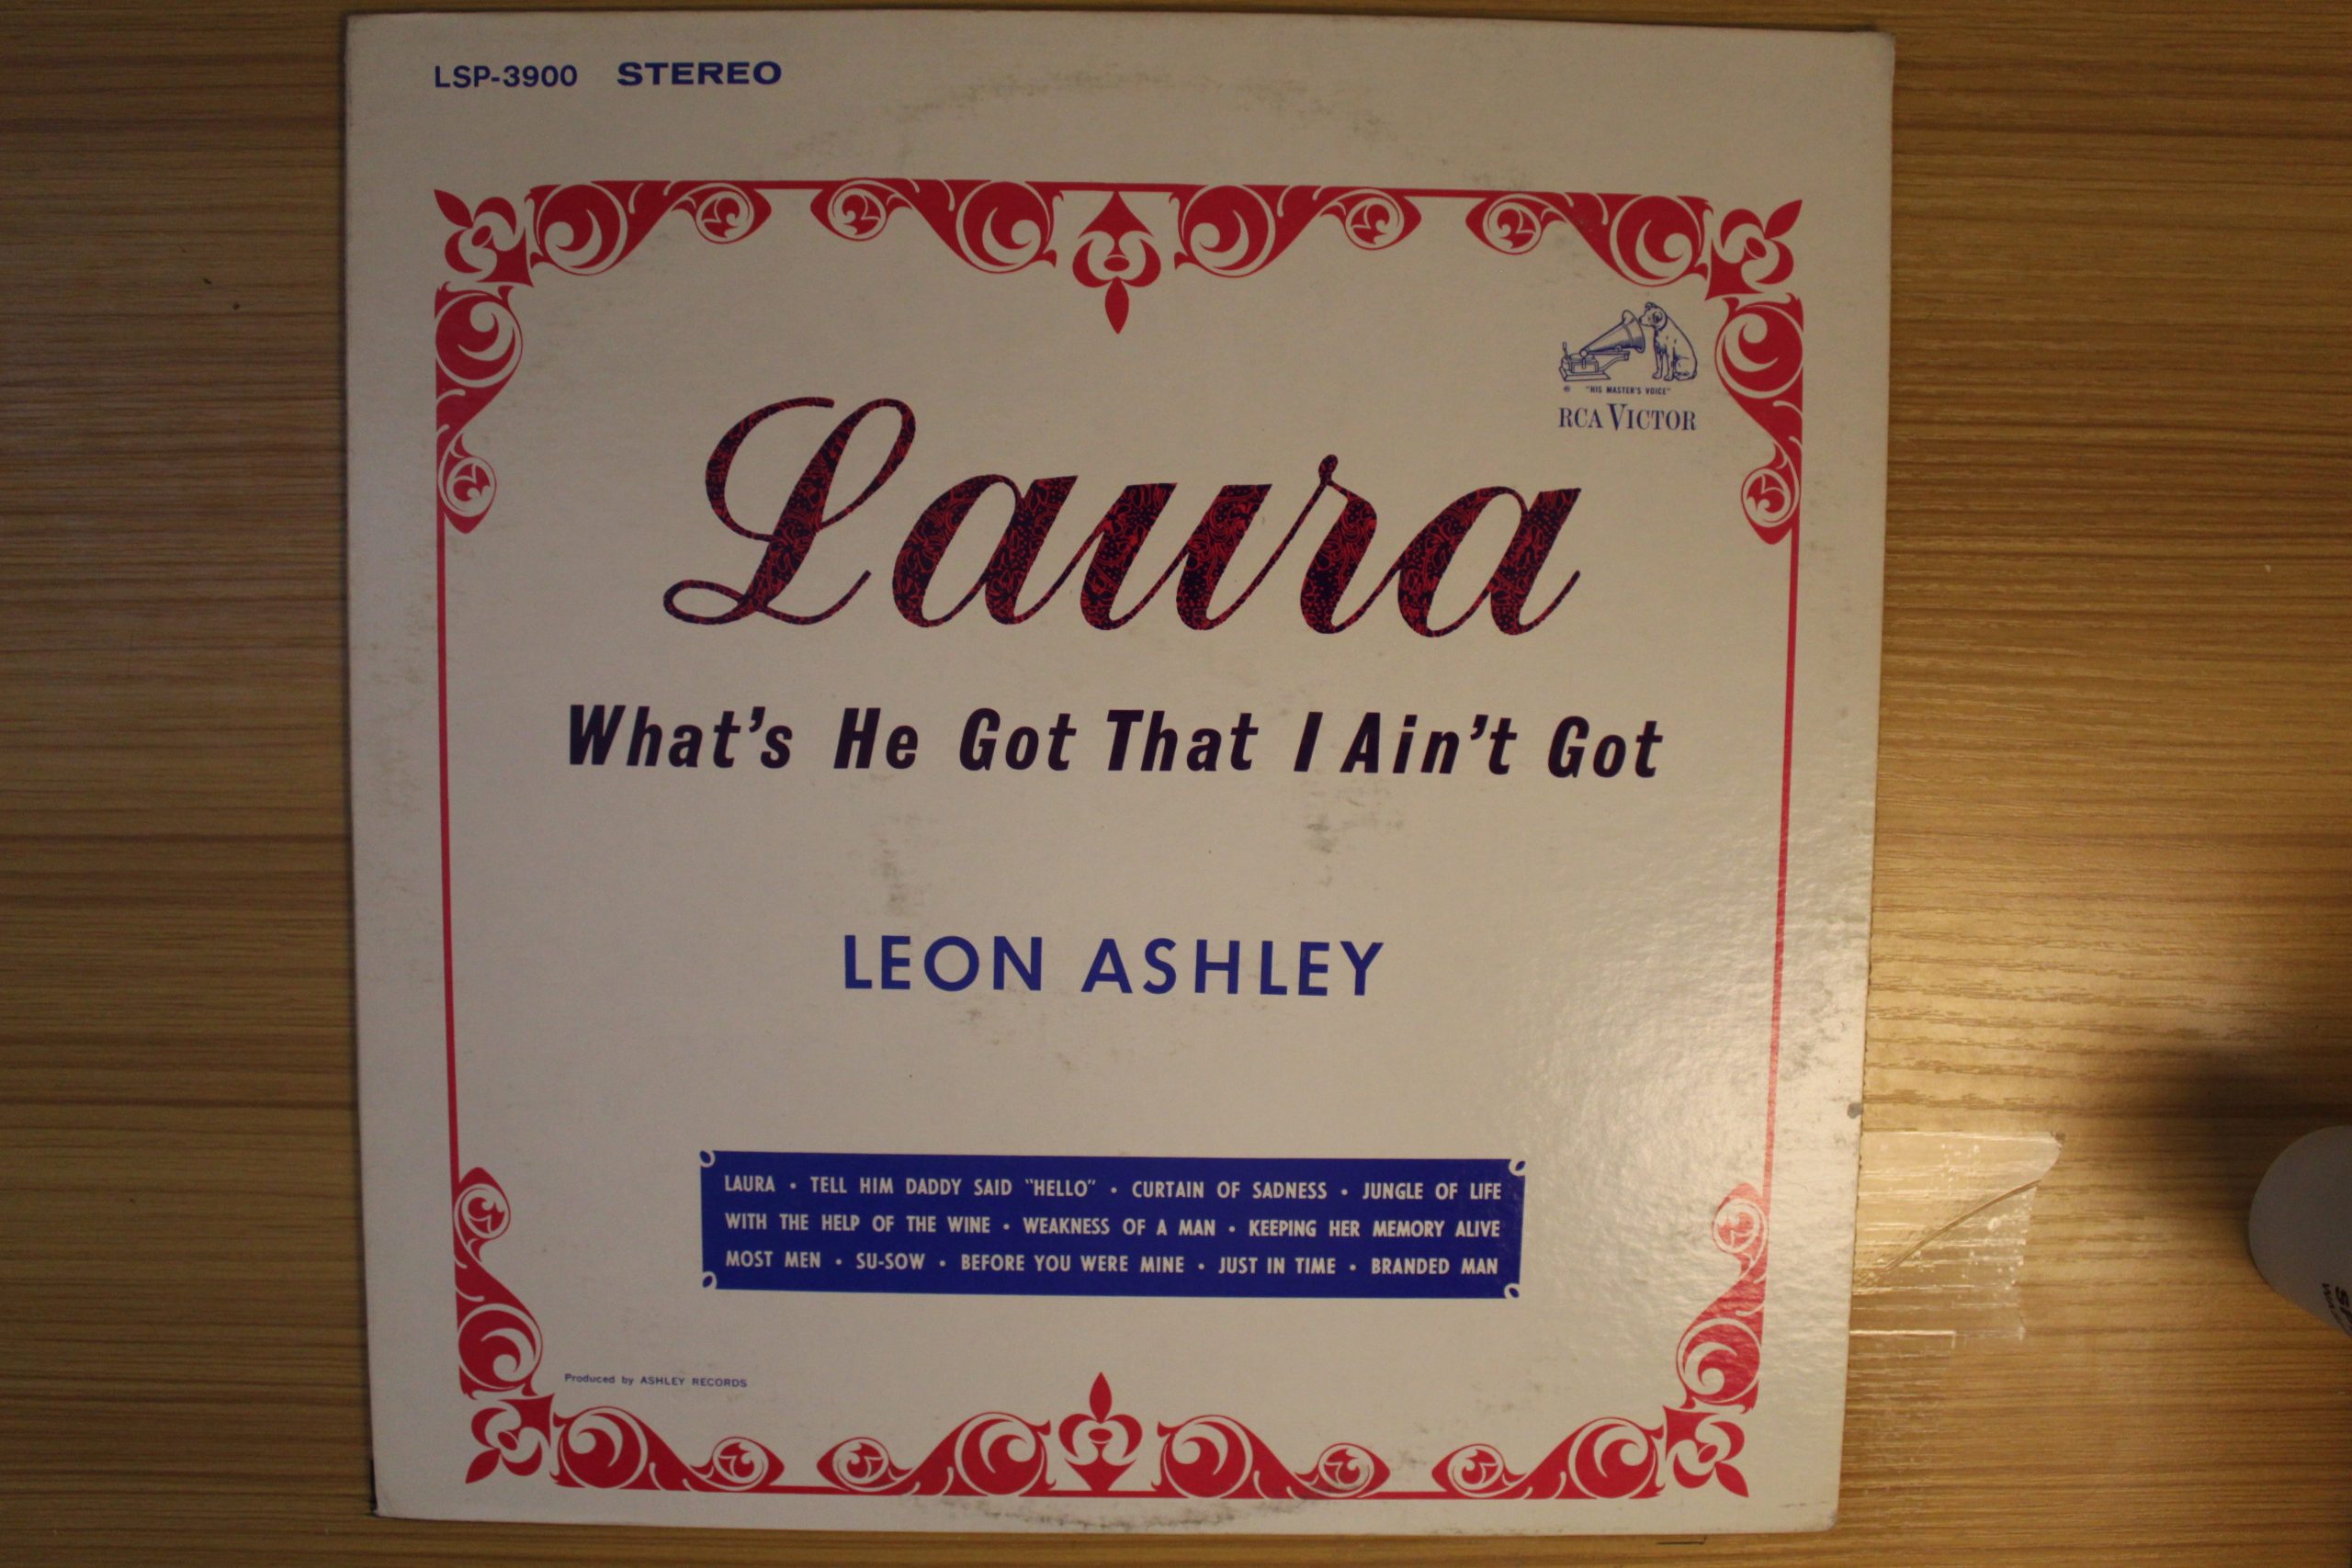 LSP-3900 STEREO
"HIS MASTER'S VOICE"
RCA VICTOR
Laura
What's He Got That I Ain't Got
LEON ASHLEY
LAURA • TELL HIM DADDY SAID "HELLO" • CURTAIN OF SADNESS • JUNGLE OF LIFE
WITH THE HELP OF THE WINE • WEAKNESS OF A MAN • KEEPING HER MEMORY ALIVE
MOST MEN • SU-SOW • BEFORE YOU WERE MINE • JUST IN TIME • BRANDED MAN
Produced by ASHLEY RECORDS